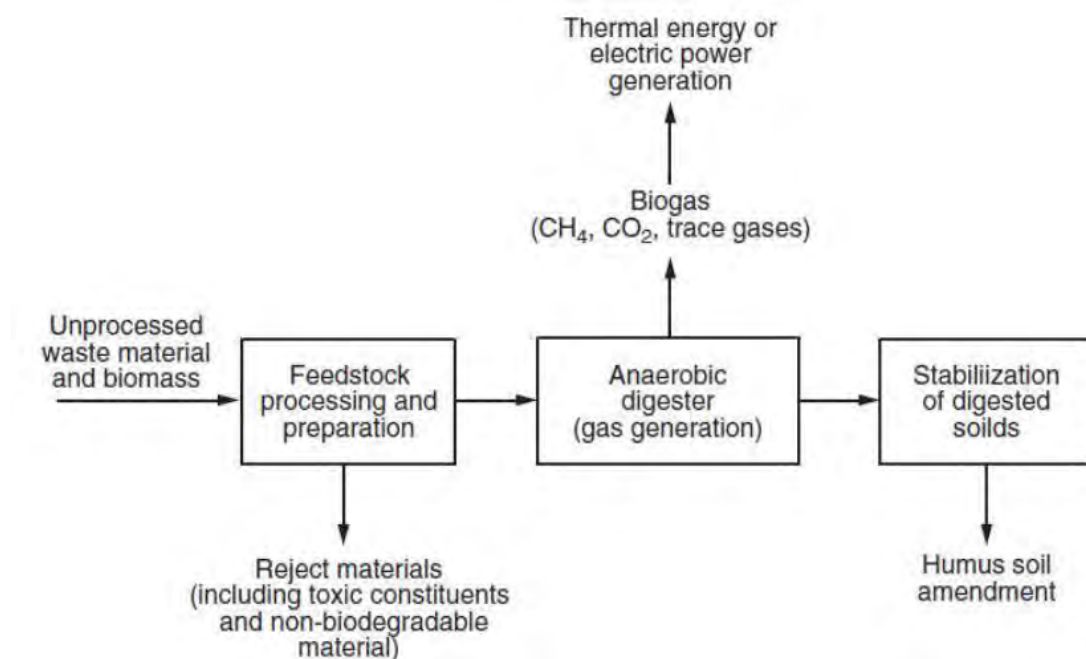 Thermal energy or
electric power
generation
Biogas
(CH₄, CO₂, trace gases)
Unprocessed
waste material
and biomass
Feedstock
processing and
preparation
Anaerobic
digester
(gas generation)
Stabiliization
of digested
soilds
Reject materials
(including toxic constituents
and non-biodegradable
material)
Humus soil
amendment